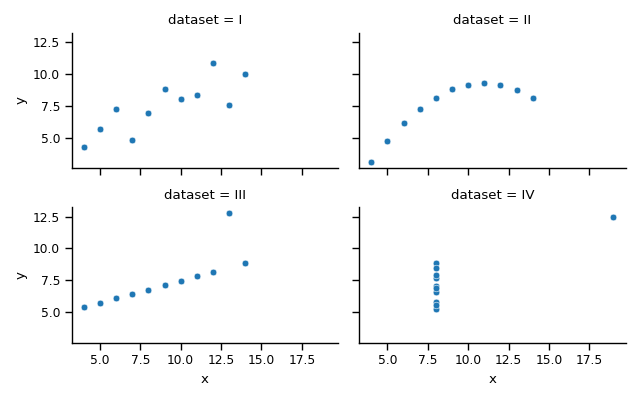 dataset = I
dataset = II
12.5
10.0
7.5
5.0
y
dataset = III
dataset = IV
12.5
10.0
7.5
5.0
y
5.0 7.5 10.0 12.5 15.0 17.5
5.0 7.5 10.0 12.5 15.0 17.5
x
x